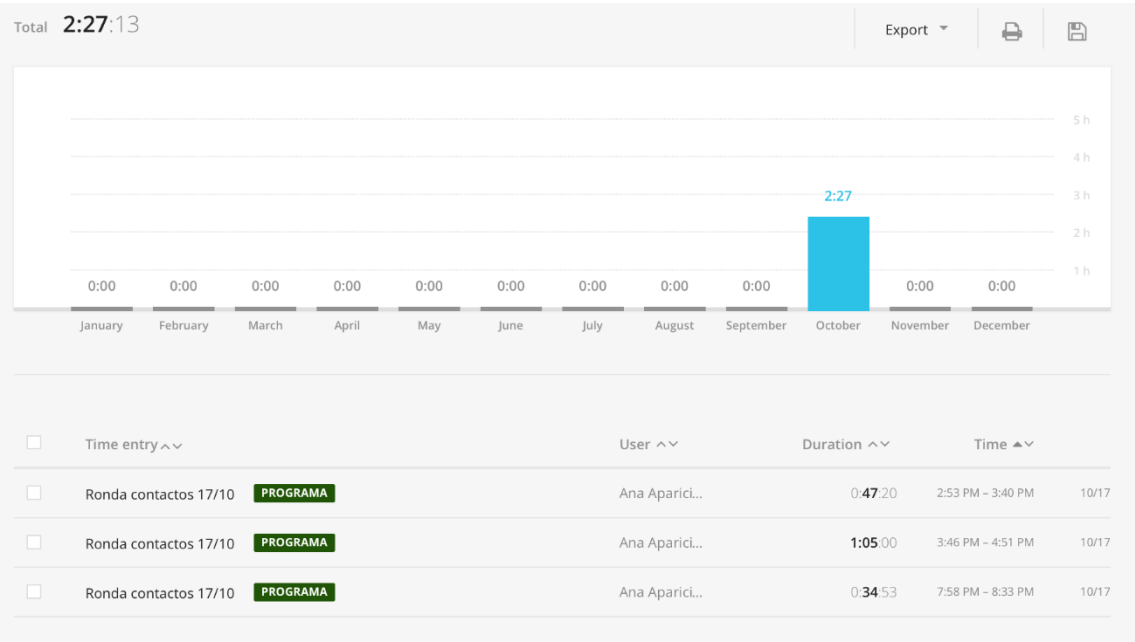 Total 2:27:13 Export
5 h
4 h
3 h
2:27
2 h
1 h
0:00 0:00 0:00 0:00 0:00 0:00 0:00 0:00 0:00 0:00 0:00
January February March April May June July August September October November December
Time entry User Duration Time
Ronda contactos 17/10 PROGRAMA Ana Aparici... 0:47:20 2:53 PM – 3:40 PM 10/17
Ronda contactos 17/10 PROGRAMA Ana Aparici... 1:05:00 3:46 PM – 4:51 PM 10/17
Ronda contactos 17/10 PROGRAMA Ana Aparici... 0:34:53 7:58 PM – 8:33 PM 10/17